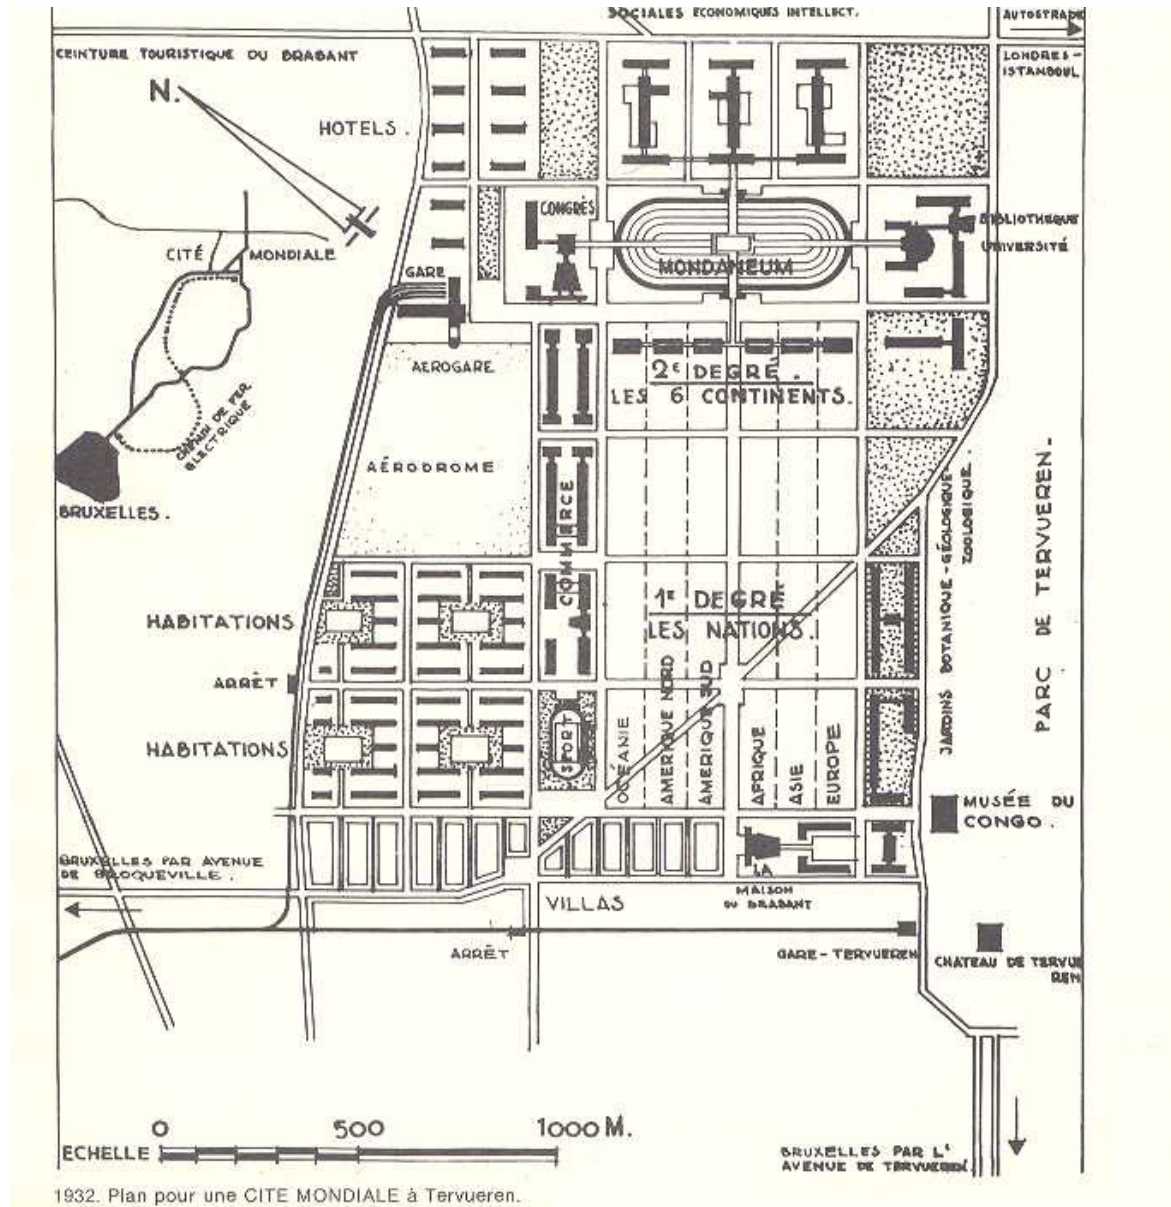 SOCIALES ECONOMIQUES INTELLECT.
AUTOSTRADE
CEINTURE TOURISTIQUE DU BRABANT
LONDRES-
ISTANBOUL
N.
HOTELS.
CONGRÈS
BIBLIOTHEQUE
UNIVERSITÉ
CITÉ
MONDIALE
MONDANEUM
GARE
AEROGARE
2E DEGRÉ.
LES 6 CONTINENTS.
CHEMIN DE FER
ELECTRIQUE
AÉRODROME
BRUXELLES.
COMMERCE
JARDINS BOTANIQUE-GÉOLOGIQUE
ZOOLOGIQUE.
PARC DE TERVUEREN.
HABITATIONS
1E DEGRÉ
LES NATIONS.
ARRÊT
HABITATIONS
SPORT
OCÉANIE
AMERIQUE NORD
AMERIQUE SUD
AFRIQUE
ASIE
EUROPE
MUSÉE DU
CONGO.
BRUXELLES PAR AVENUE
DE BROQUEVILLE.
LA
MAISON
DU BRABANT
VILLAS
ARRÊT
GARE-TERVUEREN
CHATEAU DE TERVUE
REN
0 500 1000 M.
ECHELLE
BRUXELLES PAR L'
AVENUE DE TERVUEREN.
1932. Plan pour une CITE MONDIALE à Tervueren.